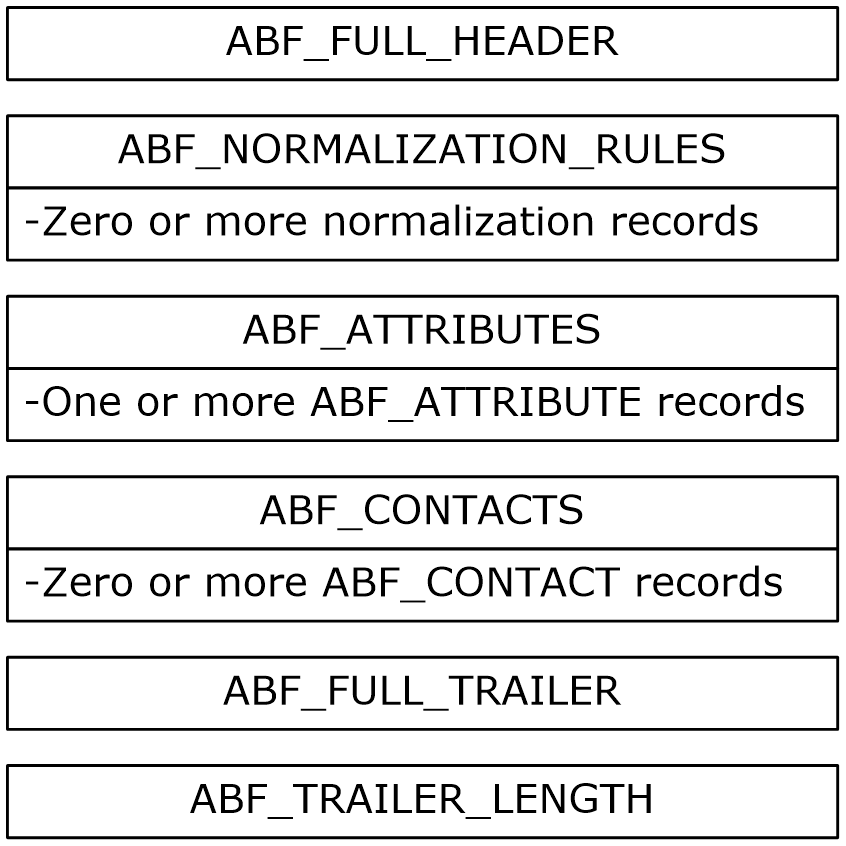 ABF_FULL_HEADER
ABF_NORMALIZATION_RULES
-Zero or more normalization records
ABF_ATTRIBUTES
-One or more ABF_ATTRIBUTE records
ABF_CONTACTS
-Zero or more ABF_CONTACT records
ABF_FULL_TRAILER
ABF_TRAILER_LENGTH